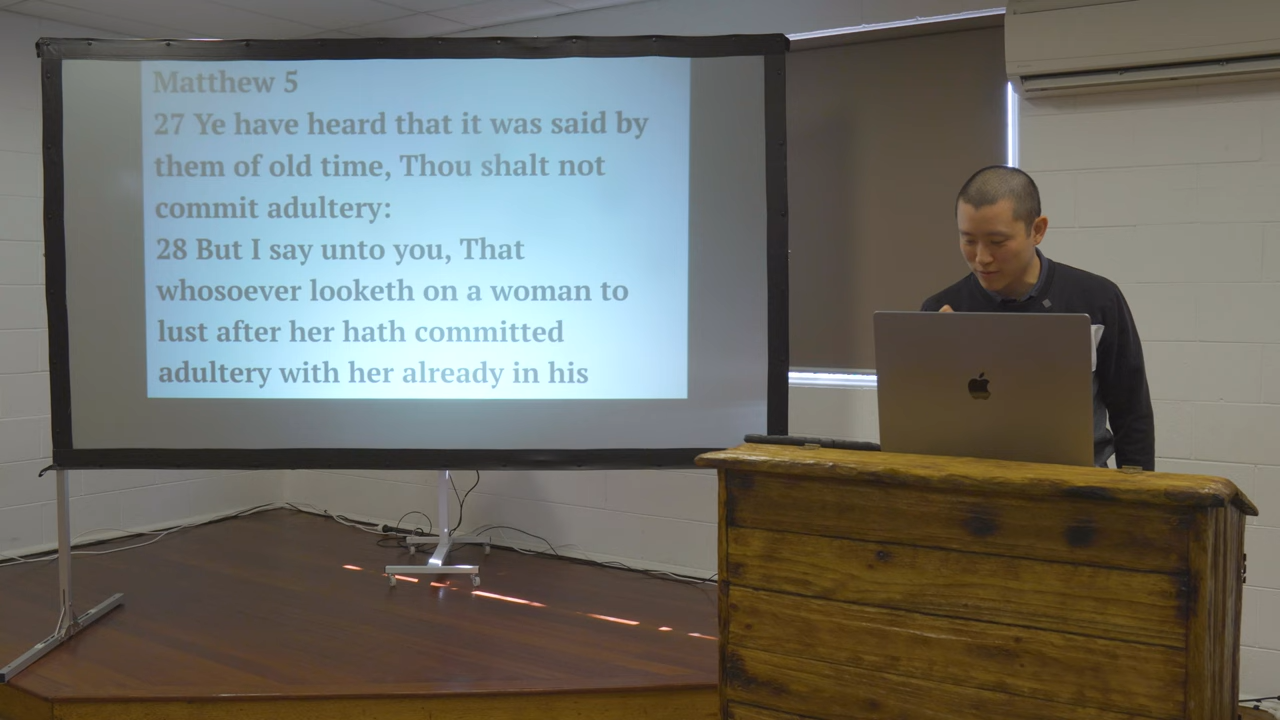 Matthew 5
27 Ye have heard that it was said by
them of old time, Thou shalt not
commit adultery:
28 But I say unto you, That
whosoever looketh on a woman to
lust after her hath committed
adultery with her already in his